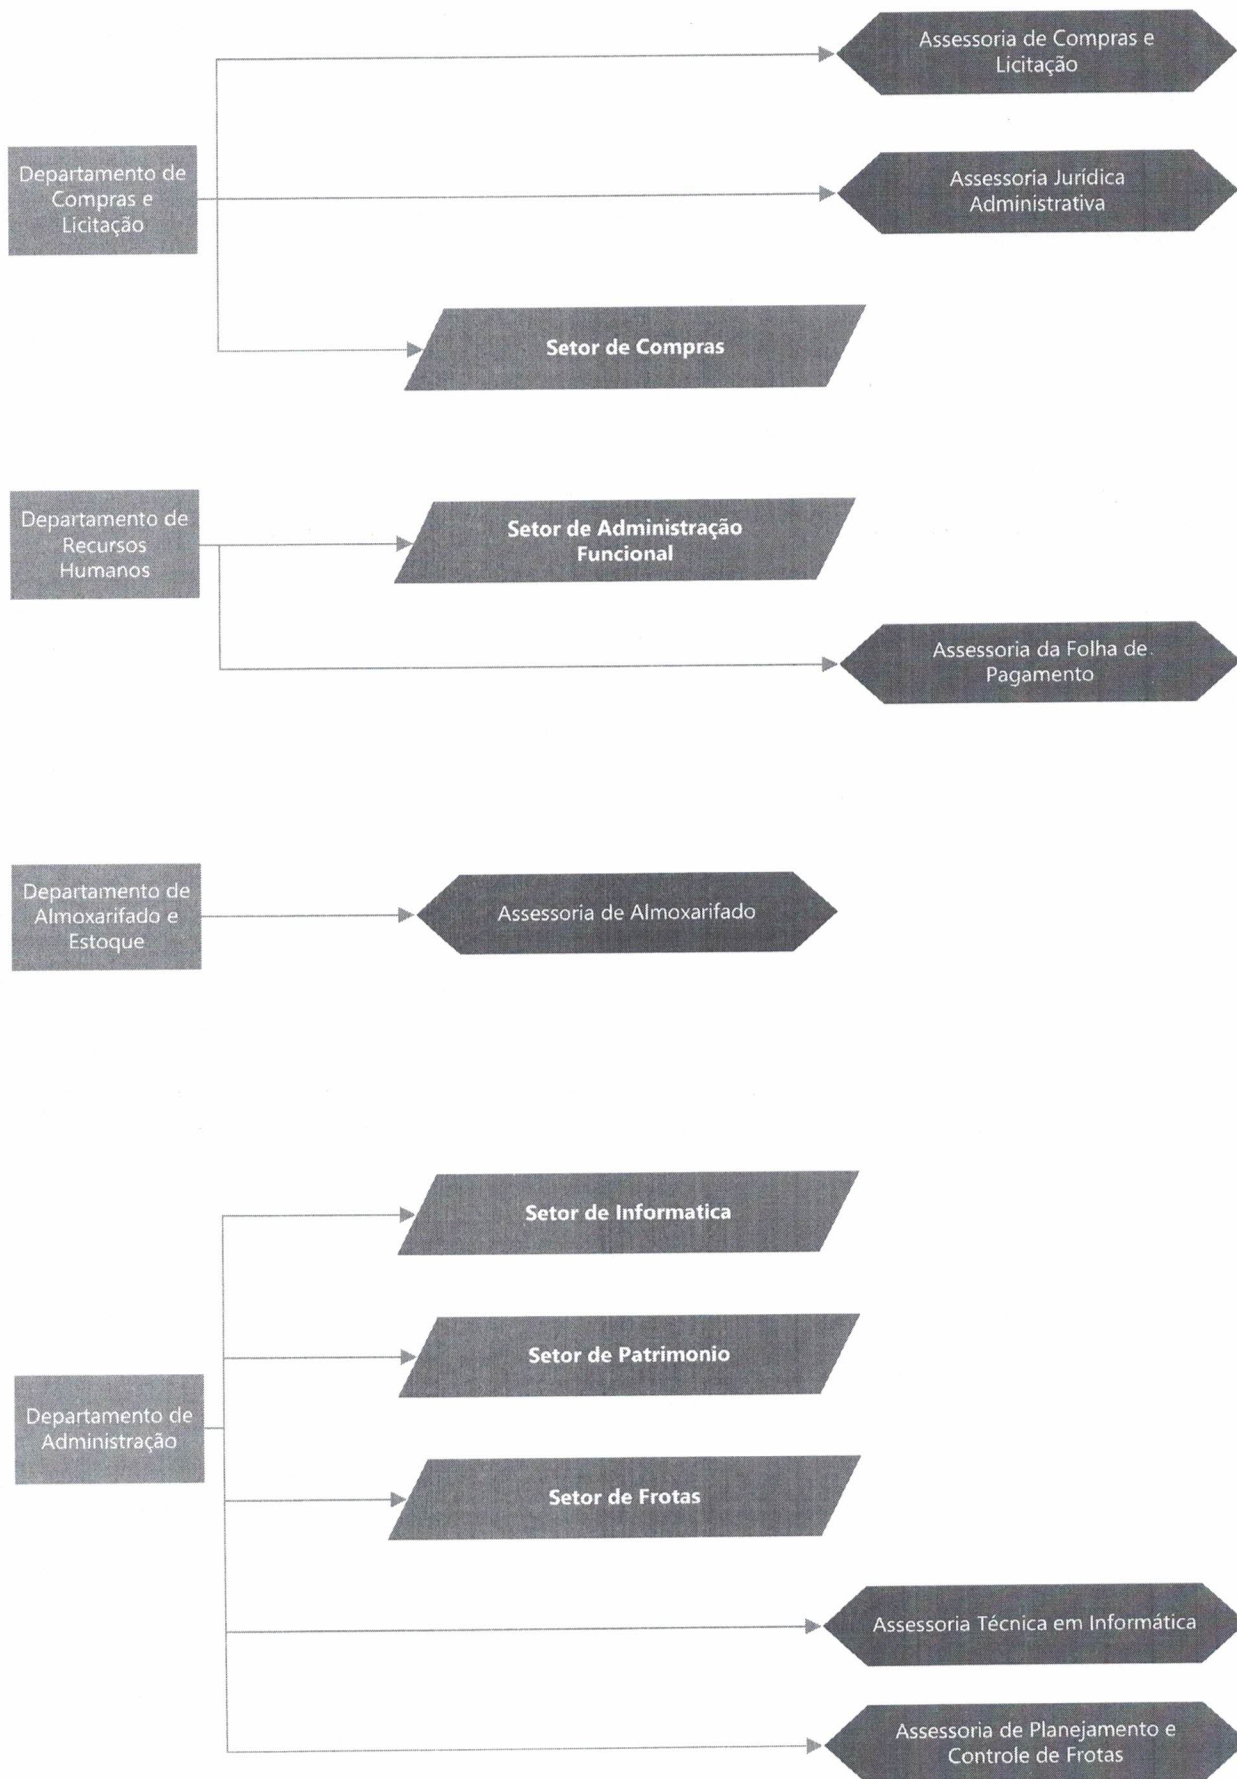 Assessoria de Compras e
Licitação
Departamento de
Compras e
Licitação
Assessoria Jurídica
Administrativa
Setor de Compras
Departamento de
Recursos
Humanos
Setor de Administração
Funcional
Assessoria da Folha de
Pagamento
Departamento de
Almoxarifado e
Estoque
Assessoria de Almoxarifado
Setor de Informatica
Setor de Patrimonio
Departamento de
Administração
Setor de Frotas
Assessoria Técnica em Informática
Assessoria de Planejamento e
Controle de Frotas